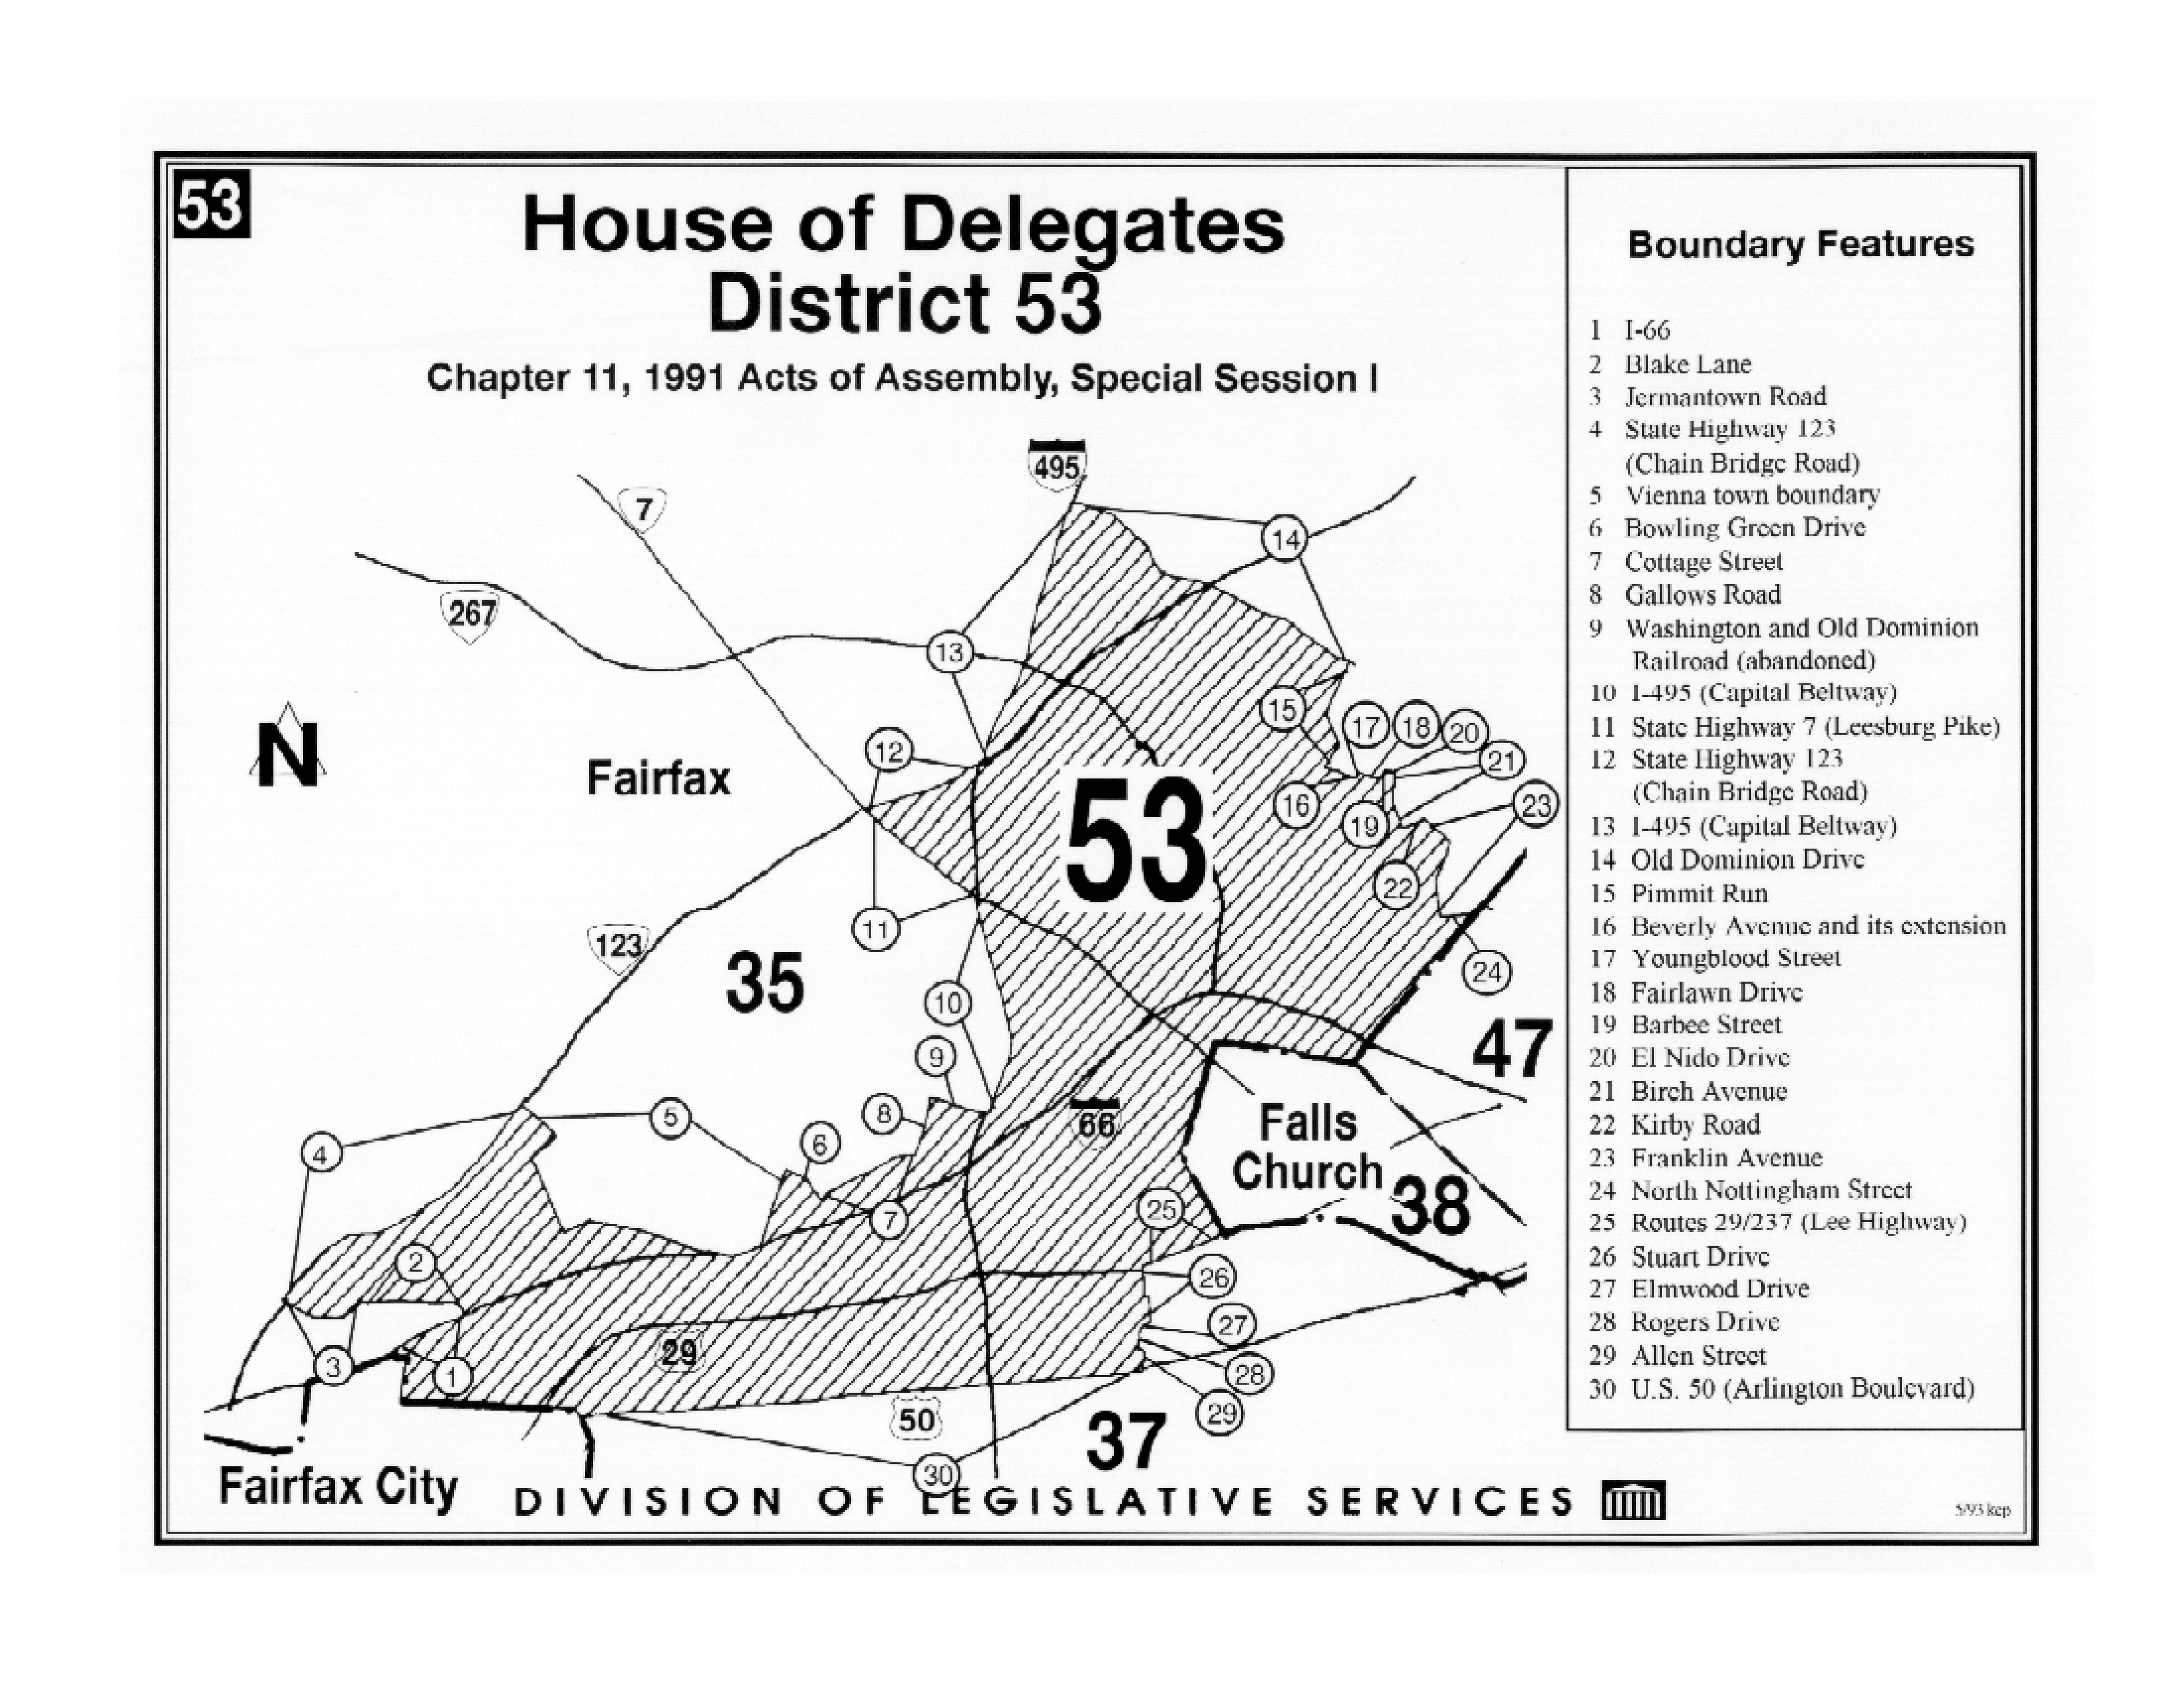 53
House of Delegates
District 53
Chapter 11, 1991 Acts of Assembly, Special Session I
Boundary Features
1 I-66
2 Blake Lane
3 Jermantown Road
4 State Highway 123
(Chain Bridge Road)
5 Vienna town boundary
6 Bowling Green Drive
7 Cottage Street
8 Gallows Road
9 Washington and Old Dominion
Railroad (abandoned)
10 I-495 (Capital Beltway)
11 State Highway 7 (Leesburg Pike)
12 State Highway 123
(Chain Bridge Road)
13 I-495 (Capital Beltway)
14 Old Dominion Drive
15 Pimmit Run
16 Beverly Avenue and its extension
17 Youngblood Street
18 Fairlawn Drive
19 Barbee Street
20 El Nido Drive
21 Birch Avenue
22 Kirby Road
23 Franklin Avenue
24 North Nottingham Street
25 Routes 29/237 (Lee Highway)
26 Stuart Drive
27 Elmwood Drive
28 Rogers Drive
29 Allen Street
30 U.S. 50 (Arlington Boulevard)
495
7
14
267
13
15
17
18
20
12
N
Fairfax
21
16
23
19
53
22
11
123
35
24
10
47
9
8
5
66
Falls
Church
6
4
38
25
7
2
26
27
29
3
1
28
50
29
37
30
Fairfax City
DIVISION OF LEGISLATIVE SERVICES
5/93 kcp